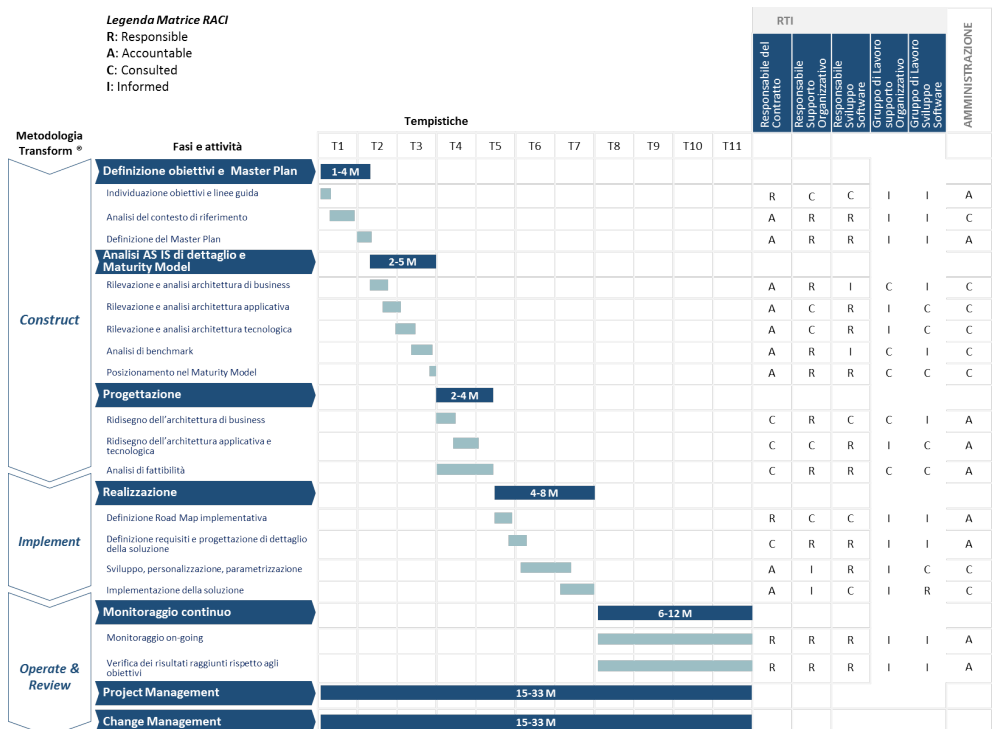 Legenda Matrice RACI
R: Responsible
A: Accountable
C: Consulted
I: Informed
RTI
Responsabile del
Contratto
Responsabile
Supporto
Organizzativo
Responsabile
Sviluppo
Software
Gruppo di Lavoro
supporto
Organizzativo
Gruppo di Lavoro
Sviluppo
Software
AMMINISTRAZIONE
Tempistiche
Metodologia
Transform ®
Fasi e attività
T1 T2 T3 T4 T5 T6 T7 T8 T9 T10 T11
Construct
Definizione obiettivi e Master Plan 1-4 M
Individuazione obiettivi e linee guida R C C I I A
Analisi del contesto di riferimento A R R I I C
Definizione del Master Plan A R R I I A
Analisi AS IS di dettaglio e
Maturity Model 2-5 M
Rilevazione e analisi architettura di business A R I C I C
Rilevazione e analisi architettura applicativa A C R I C C
Rilevazione e analisi architettura tecnologica A C R I C C
Analisi di benchmark A R I C I C
Posizionamento nel Maturity Model A R R C C C
Progettazione 2-4 M
Ridisegno dell'architettura di business C R C C I A
Ridisegno dell'architettura applicativa e
tecnologica C C R I C A
Analisi di fattibilità C R R C C A
Implement
Realizzazione 4-8 M
Definizione Road Map implementativa R C C I I A
Definizione requisiti e progettazione di dettaglio
della soluzione C R R I I A
Sviluppo, personalizzazione, parametrizzazione A I R I C C
Implementazione della soluzione A I C I R C
Operate &
Review
Monitoraggio continuo 6-12 M
Monitoraggio on-going R R R I I A
Verifica dei risultati raggiunti rispetto agli
obiettivi R R R I I A
Project Management 15-33 M
Change Management 15-33 M